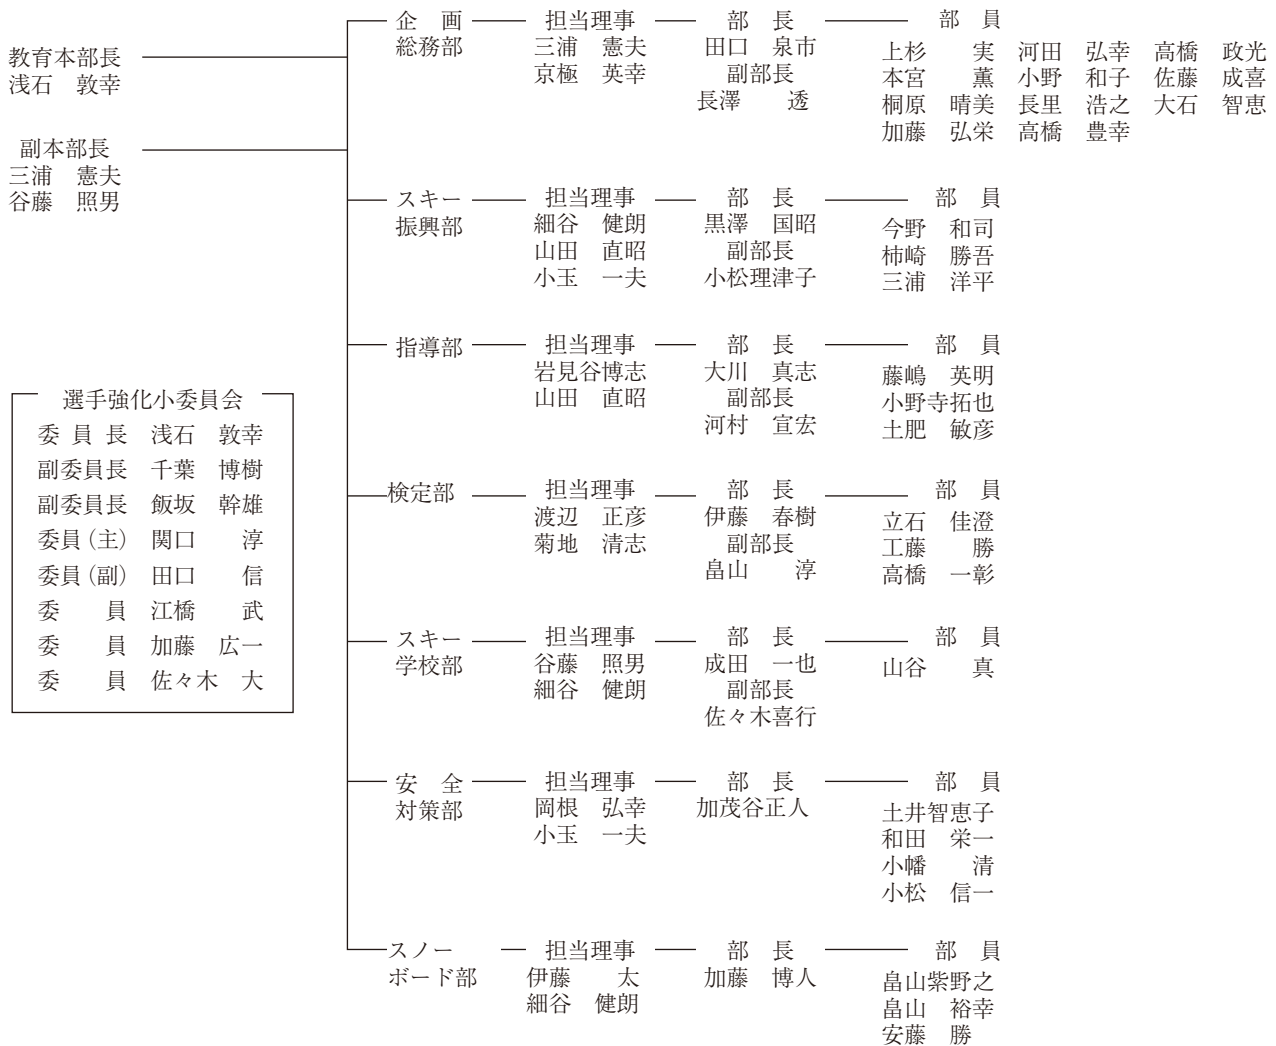 教育本部長
浅石　敦幸
副本部長
三浦　憲夫
谷藤　照男
企　画
総務部
担当理事
三浦　憲夫
京極　英幸
部　長
田口　泉市
副部長
長澤　　透
部　員
上杉　　実　河田　弘幸　高橋　政光
本宮　　薫　小野　和子　佐藤　成喜
桐原　晴美　長里　浩之　大石　智恵
加藤　弘栄　高橋　豊幸
スキー
振興部
担当理事
細谷　健朗
山田　直昭
小玉　一夫
部　長
黒澤　国昭
副部長
小松理津子
部　員
今野　和司
柿崎　勝吾
三浦　洋平
指導部
担当理事
岩見谷博志
山田　直昭
部　長
大川　真志
副部長
河村　宣宏
部　員
藤嶋　英明
小野寺拓也
土肥　敏彦
検定部
担当理事
渡辺　正彦
菊地　清志
部　長
伊藤　春樹
副部長
畠山　　淳
部　員
立石　佳澄
工藤　　勝
高橋　一彰
スキー
学校部
担当理事
谷藤　照男
細谷　健朗
部　長
成田　一也
副部長
佐々木喜行
部　員
山谷　　真
安　全
対策部
担当理事
岡根　弘幸
小玉　一夫
部　長
加茂谷正人
部　員
土井智恵子
和田　栄一
小幡　　清
小松　信一
スノー
ボード部
担当理事
伊藤　　太
細谷　健朗
部　長
加藤　博人
部　員
畠山紫野之
畠山　裕幸
安藤　勝
選手強化小委員会
委 員 長　浅石　敦幸
副委員長　千葉　博樹
副委員長　飯坂　幹雄
委員（主）　関口　　淳
委員（副）　田口　　信
委　　員　江橋　　武
委　　員　加藤　広一
委　　員　佐々木　大